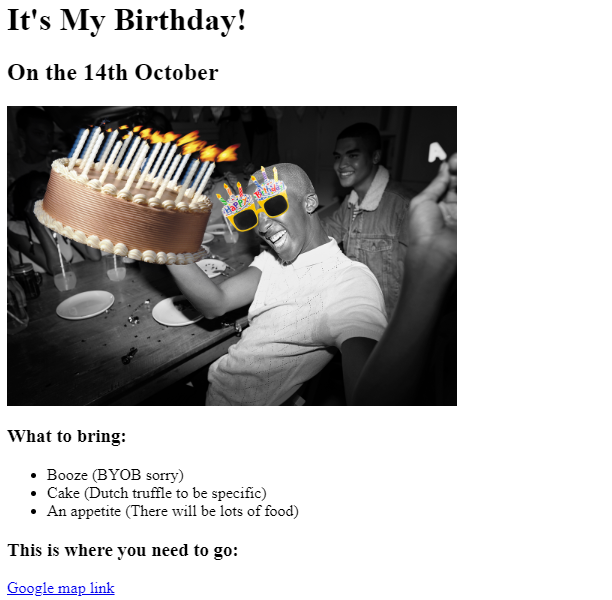 It's My Birthday!
On the 14th October
HAPPY Birthday
What to bring:
Booze (BYOB sorry)
Cake (Dutch truffle to be specific)
An appetite (There will be lots of food)
This is where you need to go:
Google map link